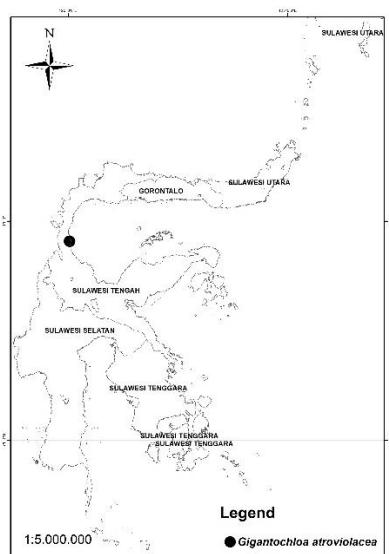 SULAWESI UTARA
N
GORONTALO
SULAWESI UTARA
SULAWESI TENGAH
SULAWESI SELATAN
SULAWESI TENGGARA
SULAWESI TENGGARA
SULAWESI TENGGARA
Legend
1:5.000.000
Gigantochloa atroviolacea